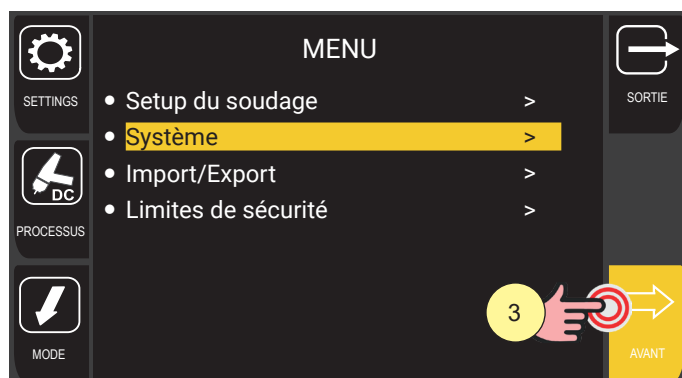 MENU
SETTINGS
PROCESSUS
DC
MODE
• Setup du soudage >
• Système >
• Import/Export >
• Limites de sécurité >
3
SORTIE
AVANT